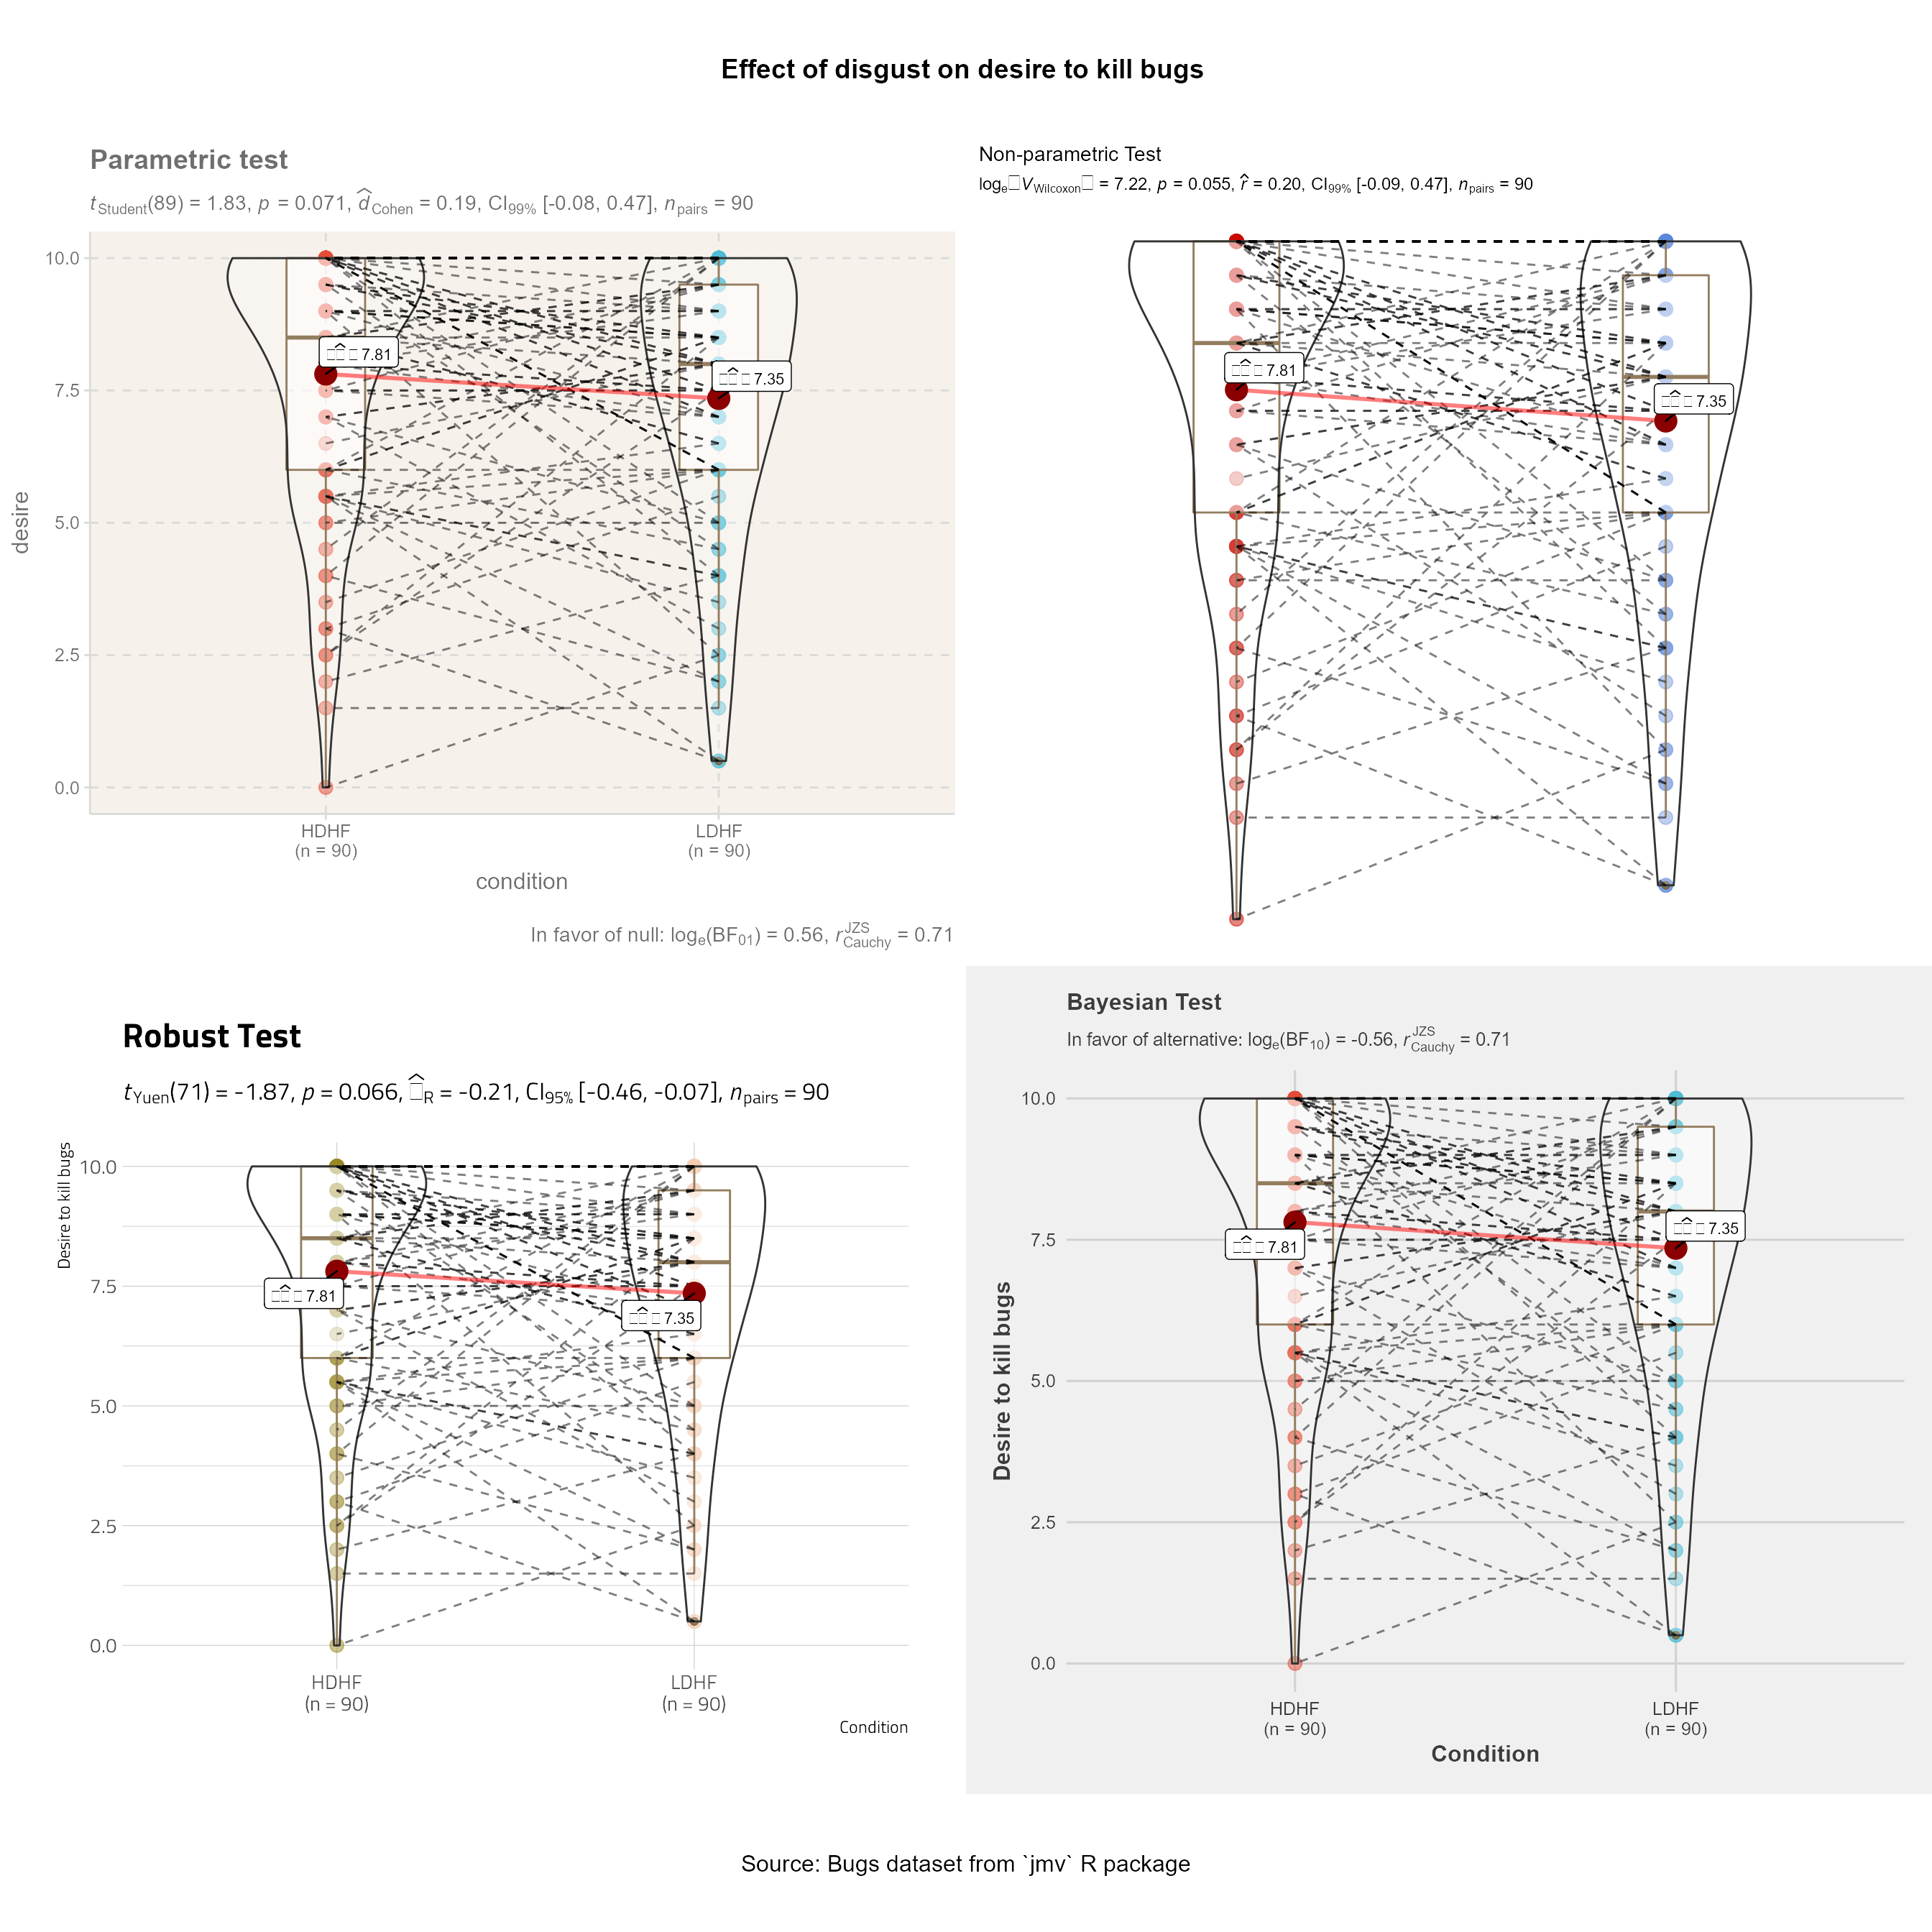 Effect of disgust on desire to kill bugs
Parametric test
tStudent(89) = 1.83, p = 0.071, d̂Cohen = 0.19, CI99% [-0.08, 0.47], npairs = 90
10.0
7.5
5.0
2.5
0.0
desire
□̂□ □ 7.81
□̂□ □ 7.35
HDHF
(n = 90)
LDHF
(n = 90)
condition
In favor of null: loge(BF01) = 0.56, rJZSCauchy = 0.71
Non-parametric Test
loge□VWilcoxon□ = 7.22, p = 0.055, r̂ = 0.20, CI99% [-0.09, 0.47], npairs = 90
□̂□ □ 7.81
□̂□ □ 7.35
Robust Test
tYuen(71) = -1.87, p = 0.066, □̂R = -0.21, CI95% [-0.46, -0.07], npairs = 90
Desire to kill bugs
10.0
7.5
5.0
2.5
0.0
□̂□ □ 7.81
□̂□ □ 7.35
HDHF
(n = 90)
LDHF
(n = 90)
Condition
Bayesian Test
In favor of alternative: loge(BF10) = -0.56, rJZSCauchy = 0.71
10.0
7.5
5.0
2.5
0.0
Desire to kill bugs
□̂□ □ 7.81
□̂□ □ 7.35
HDHF
(n = 90)
LDHF
(n = 90)
Condition
Source: Bugs dataset from `jmv` R package